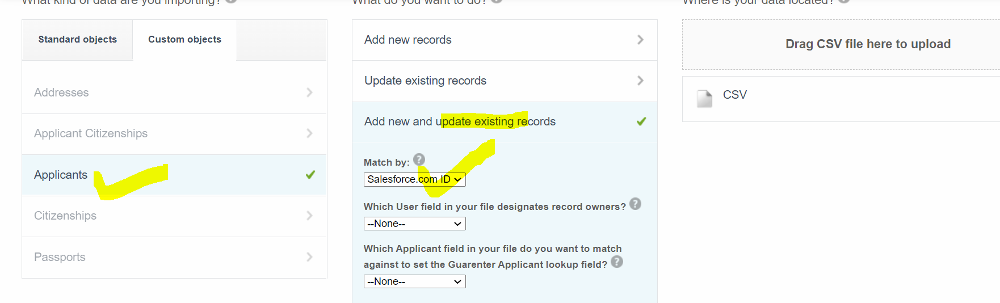 What kind of data are you importing?
What do you want to do?
Where is your data located?
Standard objects
Custom objects
Addresses
Applicant Citizenships
Applicants
Citizenships
Passports
Add new records
Update existing records
Add new and update existing records
Match by:
Salesforce.com ID
Which User field in your file designates record owners?
--None--
Which Applicant field in your file do you want to match
against to set the Guarenter Applicant lookup field?
--None--
Drag CSV file here to upload
CSV